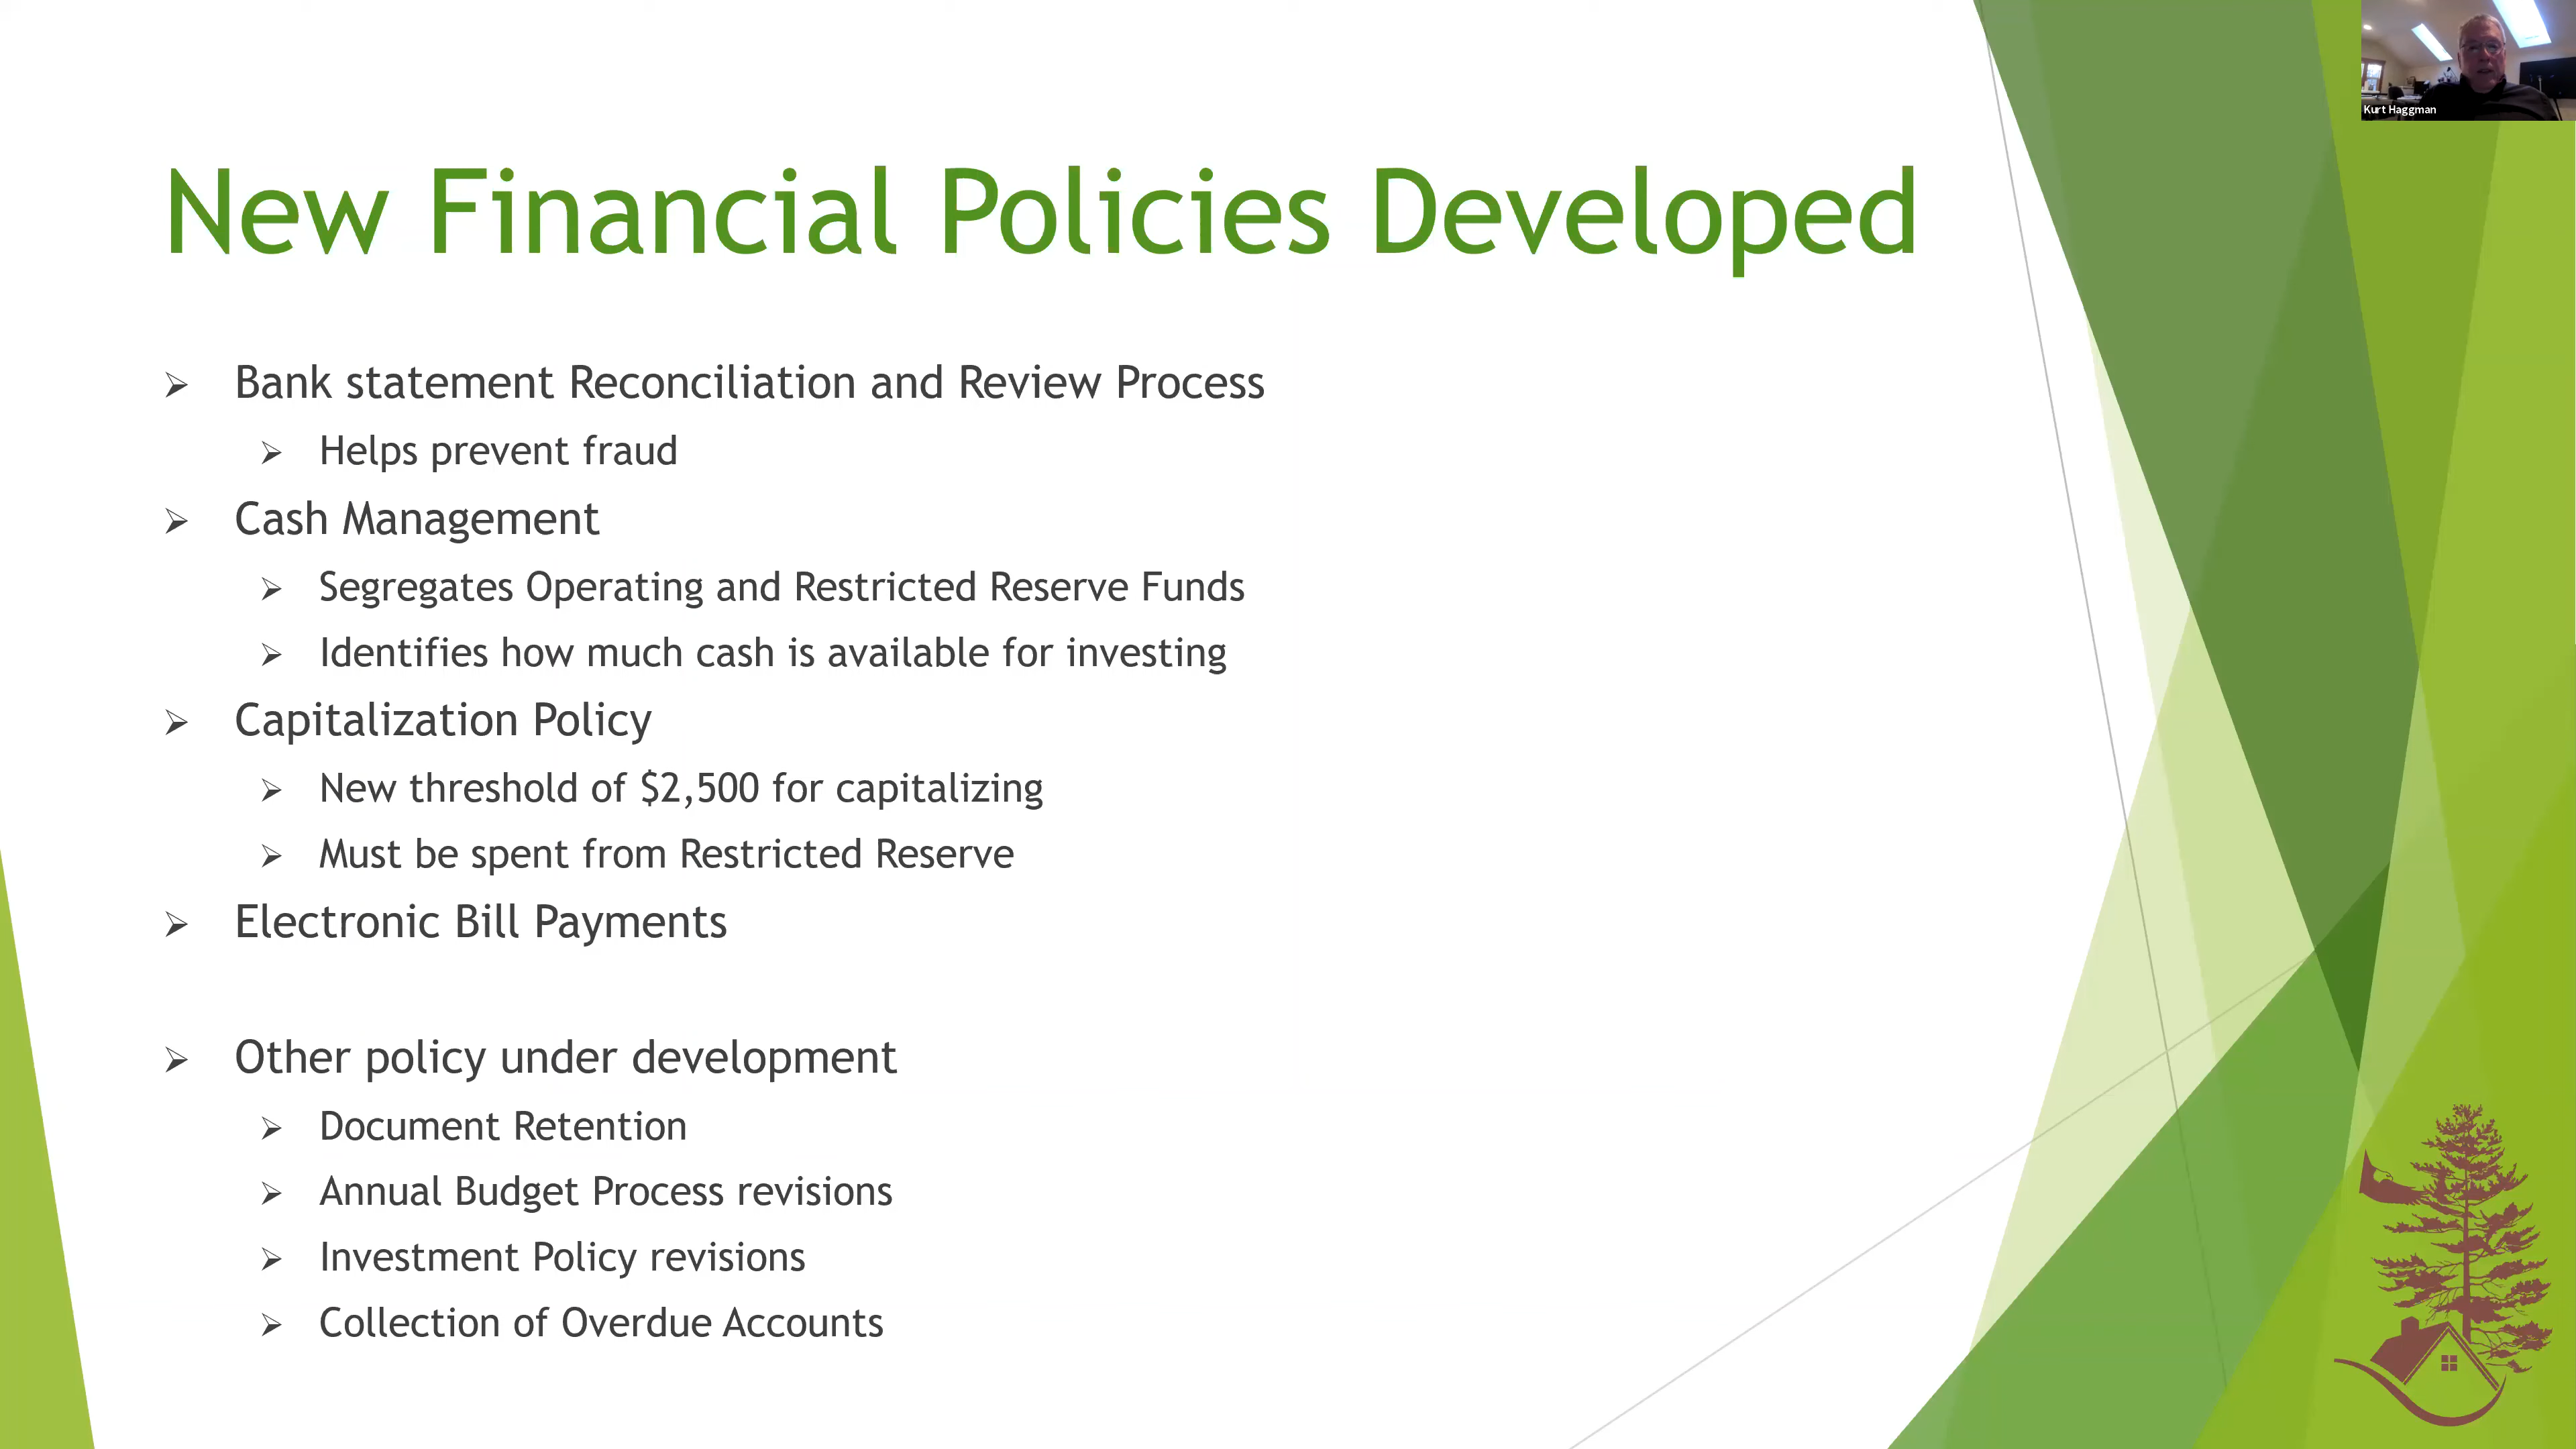 Kurt Haggman
New Financial Policies Developed
Bank statement Reconciliation and Review Process
Helps prevent fraud
Cash Management
Segregates Operating and Restricted Reserve Funds
Identifies how much cash is available for investing
Capitalization Policy
New threshold of $2,500 for capitalizing
Must be spent from Restricted Reserve
Electronic Bill Payments
Other policy under development
Document Retention
Annual Budget Process revisions
Investment Policy revisions
Collection of Overdue Accounts